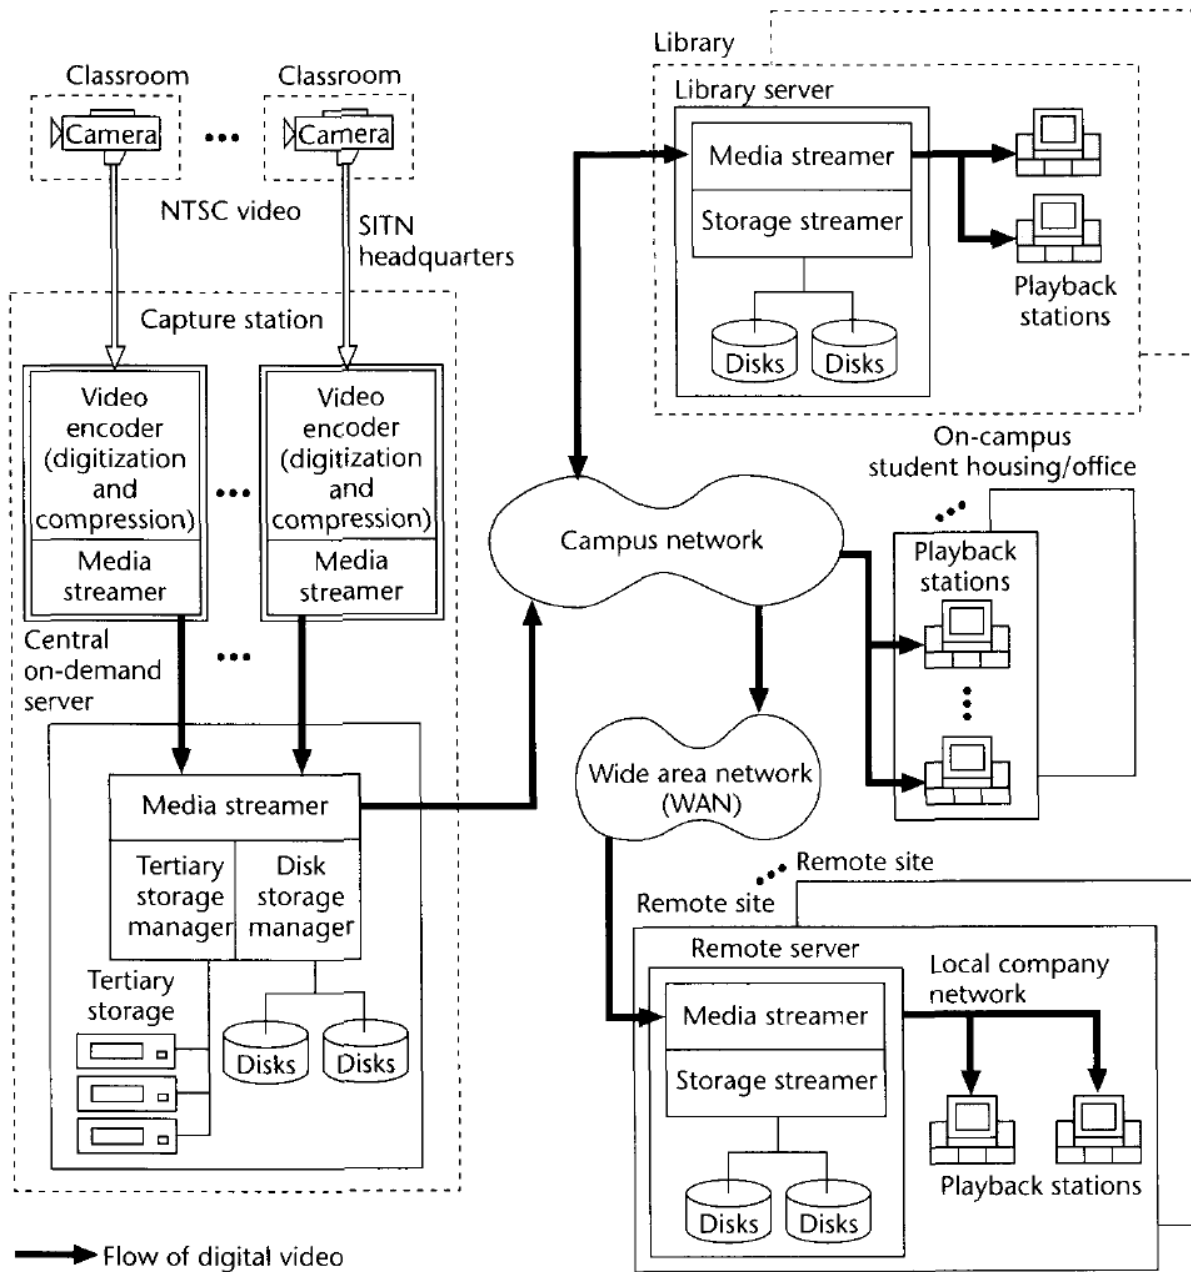 Classroom
Camera
Classroom
Camera
NTSC video
SITN
headquarters
Capture station
Video
encoder
(digitization
and
compression)
Media
streamer
Video
encoder
(digitization
and
compression)
Media
streamer
Central
on-demand
server
Media streamer
Tertiary
storage
manager
Disk
storage
manager
Tertiary
storage
Disks
Disks
Flow of digital video
Library
Library server
Media streamer
Storage streamer
Disks
Disks
Playback
stations
On-campus
student housing/office
Playback
stations
Campus network
Wide area network
(WAN)
Remote site
Remote site
Remote server
Media streamer
Storage streamer
Disks
Disks
Local company
network
Playback stations